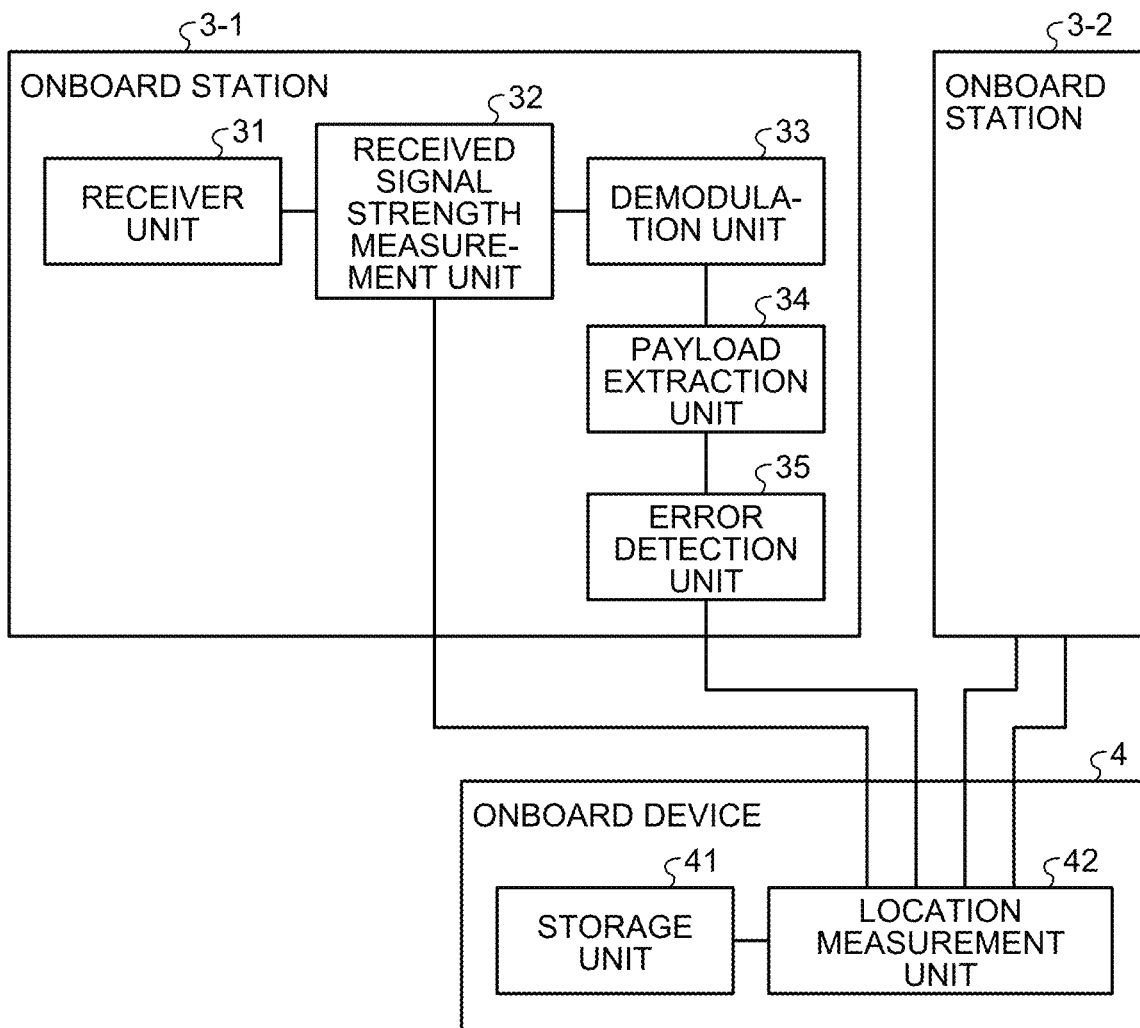 3-1
3-2
ONBOARD STATION
ONBOARD
STATION
31
32
33
RECEIVER
UNIT
RECEIVED
SIGNAL
STRENGTH
MEASURE-
MENT UNIT
DEMODULA-
TION UNIT
34
PAYLOAD
EXTRACTION
UNIT
35
ERROR
DETECTION
UNIT
4
ONBOARD DEVICE
41
42
STORAGE
UNIT
LOCATION
MEASUREMENT
UNIT